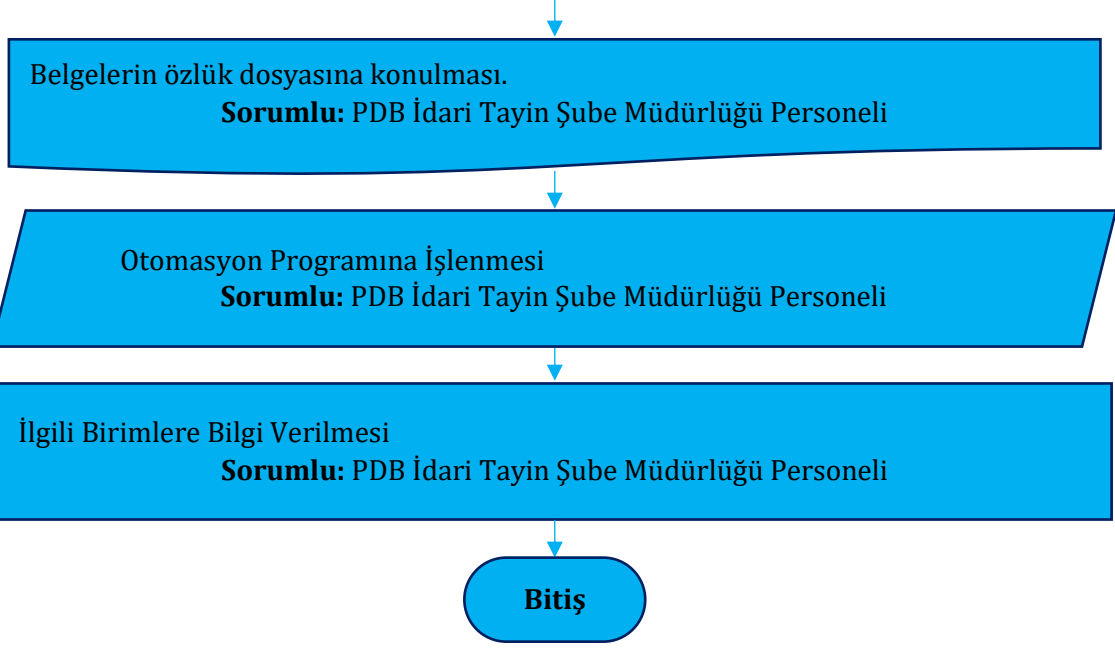 Belgelerin özlük dosyasına konulması.
Sorumlu: PDB İdari Tayin Şube Müdürlüğü Personeli
Otomasyon Programına İşlenmesi
Sorumlu: PDB İdari Tayin Şube Müdürlüğü Personeli
İlgili Birimlere Bilgi Verilmesi
Sorumlu: PDB İdari Tayin Şube Müdürlüğü Personeli
Bitiş